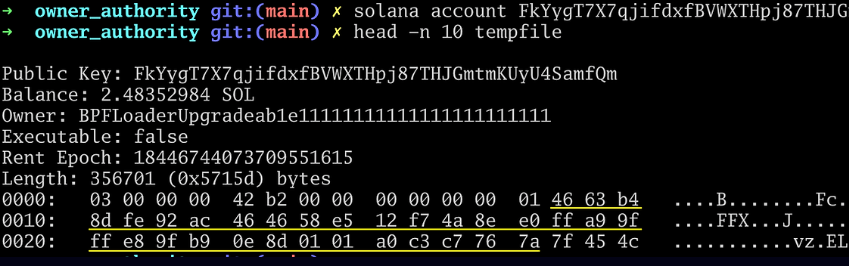 → owner_authority git:(main) ✗ solana account FkYygT7X7qjifdxfBVWXTHpj87THJG
→ owner_authority git:(main) ✗ head -n 10 tempfile
Public Key: FkYygT7X7qjifdxfBVWXTHpj87THJGmtmKUyU4SamfQm
Balance: 2.48352984 SOL
Owner: BPFLoaderUpgradeab1e11111111111111111111111
Executable: false
Rent Epoch: 18446744073709551615
Length: 356701 (0x5715d) bytes
0000: 03 00 00 00 42 b2 00 00 00 00 00 00 01 46 63 b4 ....B........Fc.
0010: 8d fe 92 ac 46 46 58 e5 12 f7 4a 8e e0 ff a9 9f ....FFX...J.....
0020: ff e8 9f b9 0e 8d 01 01 a0 c3 c7 76 7a 7f 45 4c ...........vz.EL